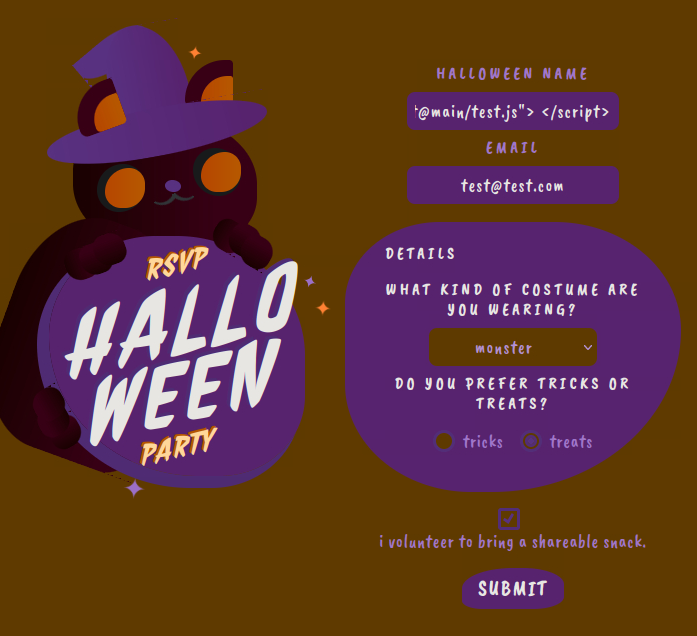 RSVP
HALLO
WEEN
PARTY
HALLOWEEN NAME
t@main/test.js"> </script>
EMAIL
test@test.com
DETAILS
WHAT KIND OF COSTUME ARE
YOU WEARING?
monster
DO YOU PREFER TRICKS OR
TREATS?
tricks treats
i volunteer to bring a shareable snack.
SUBMIT